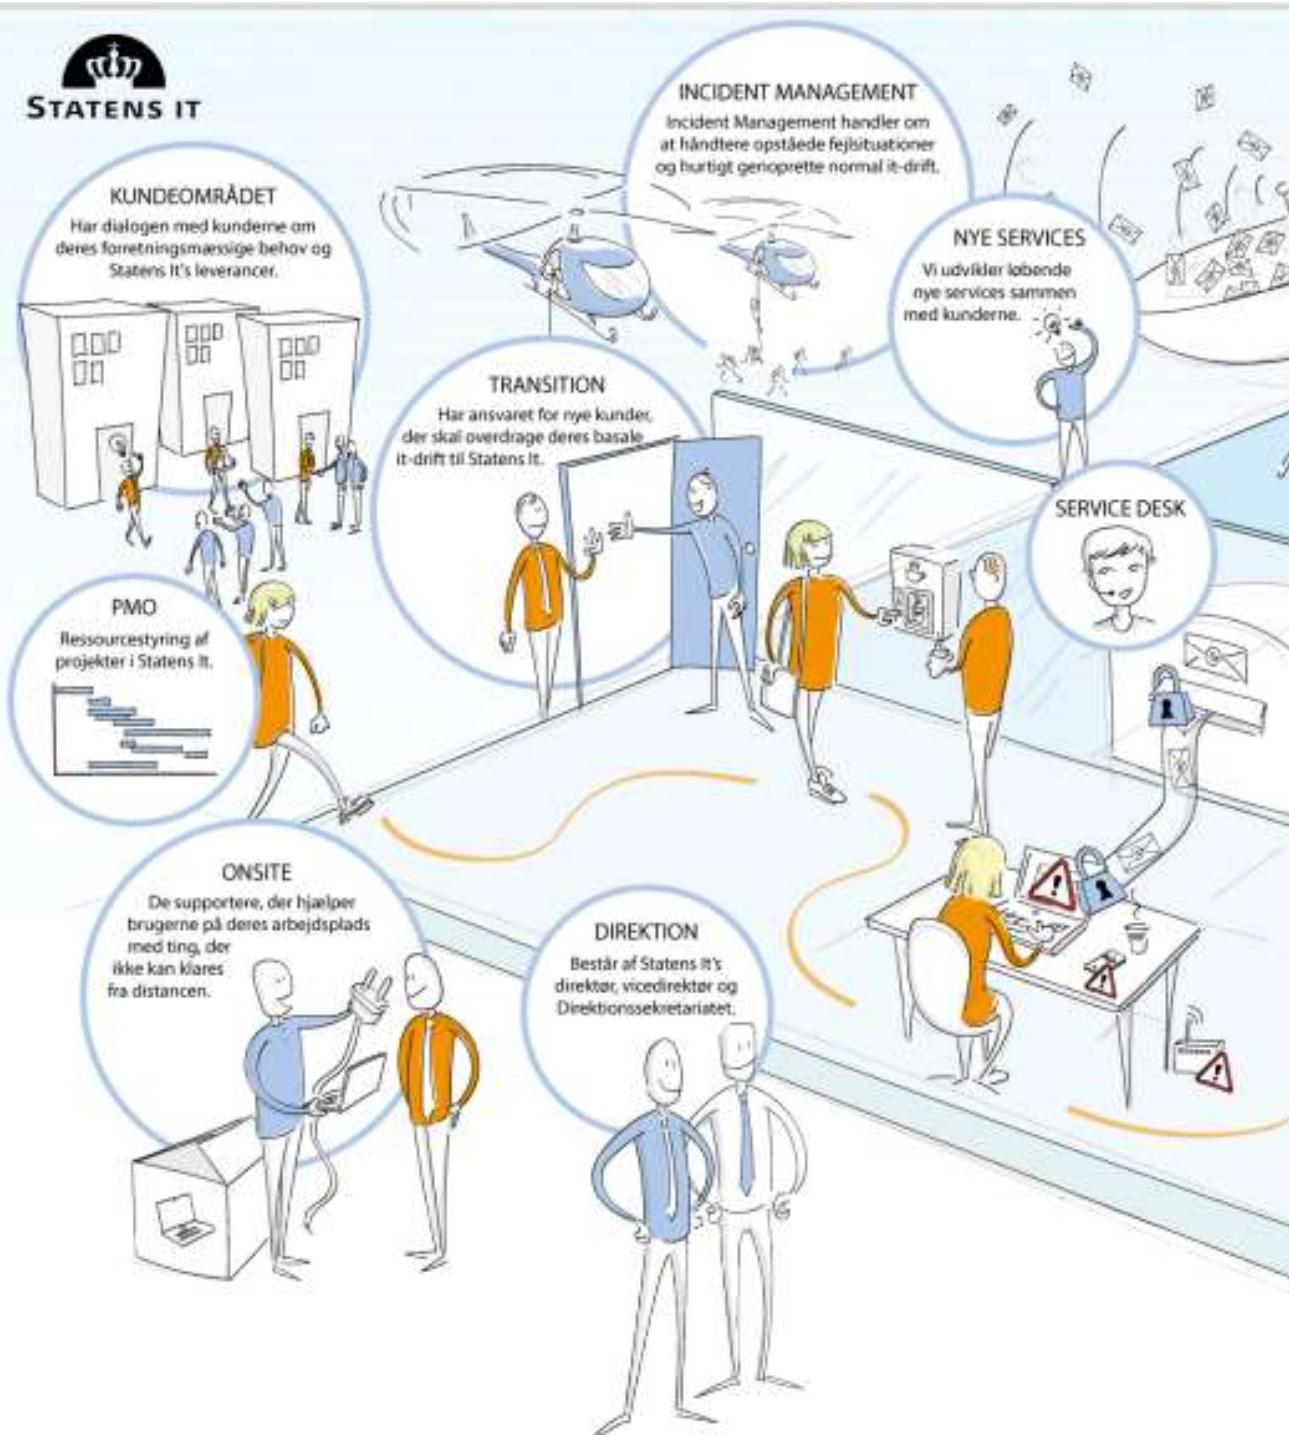 STATENS IT
INCIDENT MANAGEMENT
Incident Management handler om
at håndtere opståede fejlsituationer
og hurtigt genoprette normal it-drift.
KUNDEOMRÅDET
Har dialogen med kunderne om
deres forretningsmæssige behov og
Statens It's leverancer.
NYE SERVICES
Vi udvikler løbende
nye services sammen
med kunderne.
TRANSITION
Har ansvaret for nye kunder,
der skal overdrage deres basale
it-drift til Statens It.
SERVICE DESK
PMO
Ressourcestyring af
projekter i Statens It.
ONSITE
De supportere, der hjælper
brugerne på deres arbejdsplads
med ting, der
ikke kan klares
fra distancen.
DIREKTION
Består af Statens It's
direktør, vicedirektør og
Direktionssekretariatet.